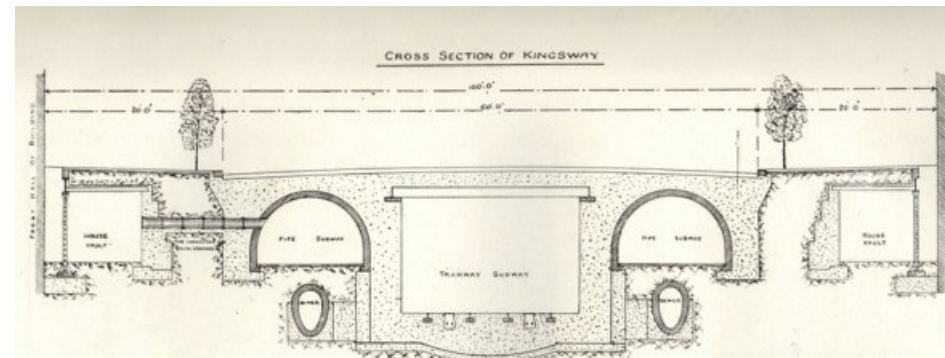 CROSS SECTION OF KINGSWAY
100'.0"
20'.0"
60'.0"
20'.0"
FRONT WALL OF BUILDING
HOUSE
VAULT
PIPE SUBWAY
TRAMWAY SUBWAY
PIPE SUBWAY
HOUSE
VAULT
SEWER
SEWER